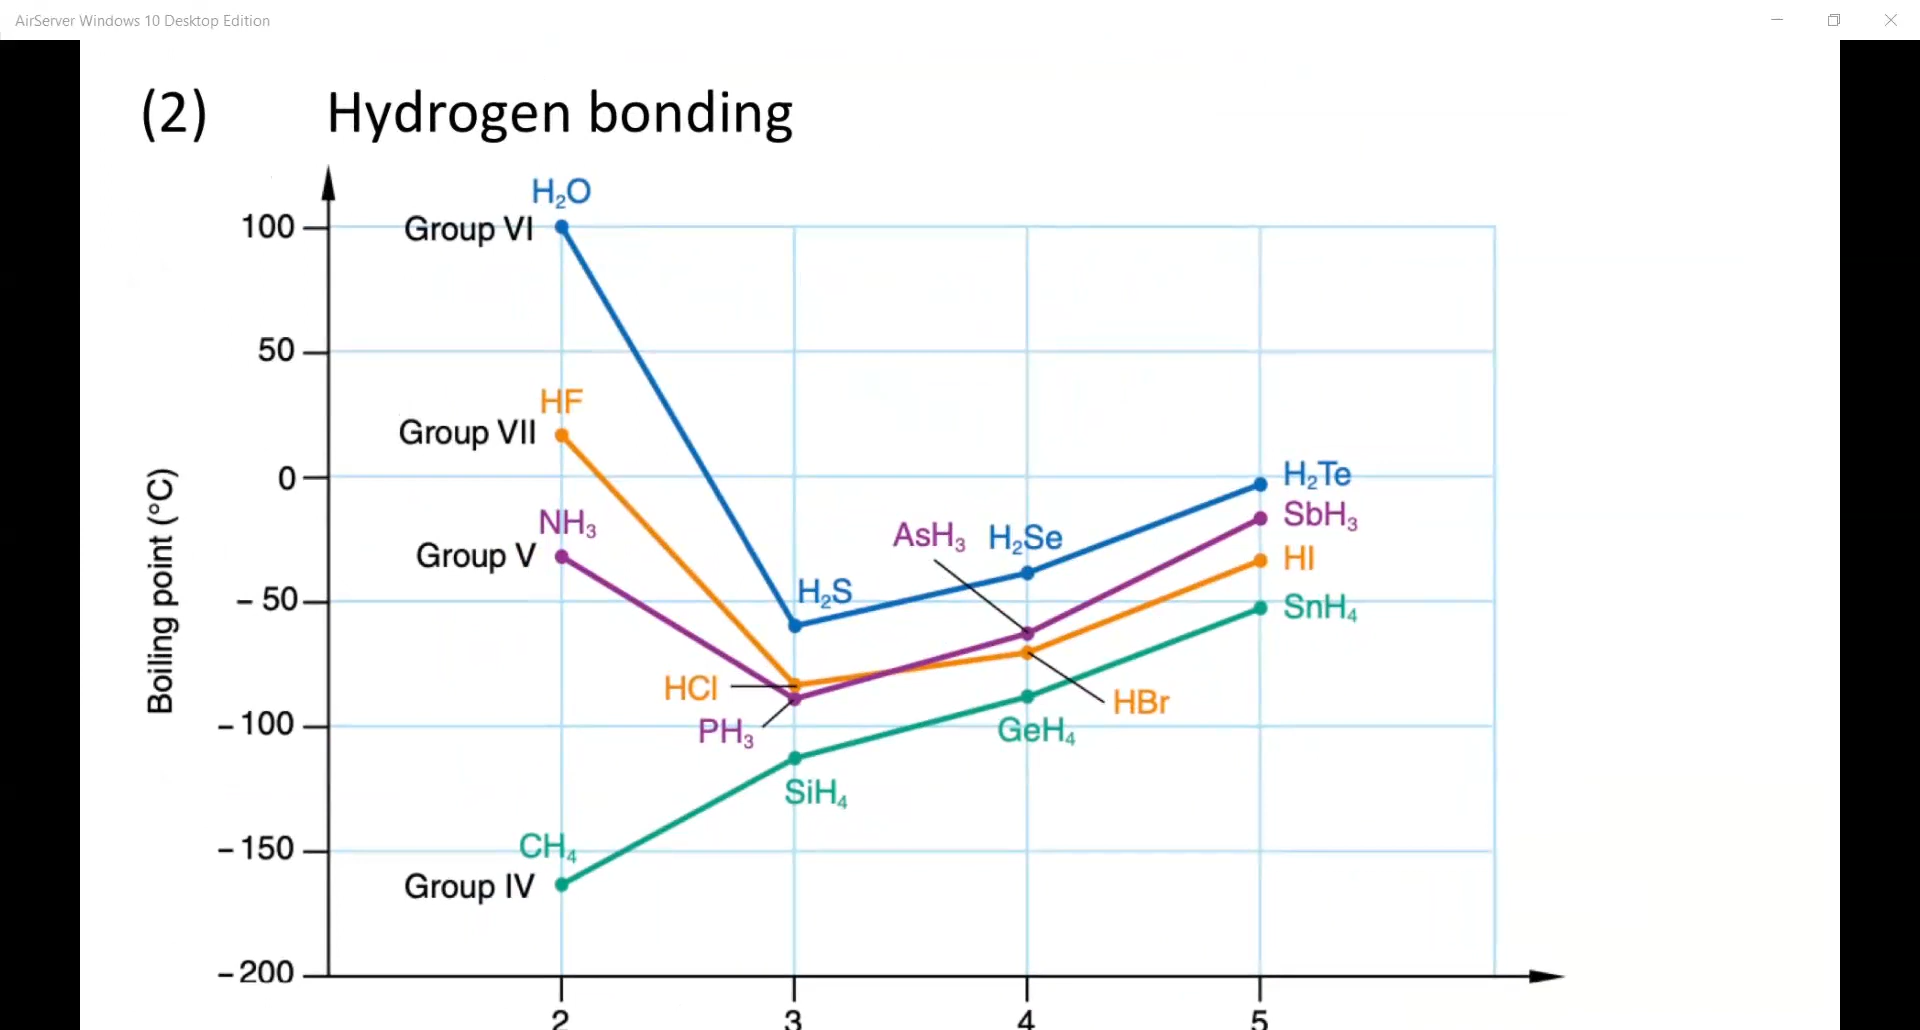 AirServer Windows 10 Desktop Edition
(2) Hydrogen bonding
H₂O
100
Group VI
50
HF
Group VII
0
H₂Te
NH₃
SbH₃
AsH₃
H₂Se
Group V
HI
Boiling point (°C)
– 50
H₂S
SnH₄
HCl
HBr
PH₃
– 100
GeH₄
SiH₄
– 150
CH₄
Group IV
– 200
2 3 4 5